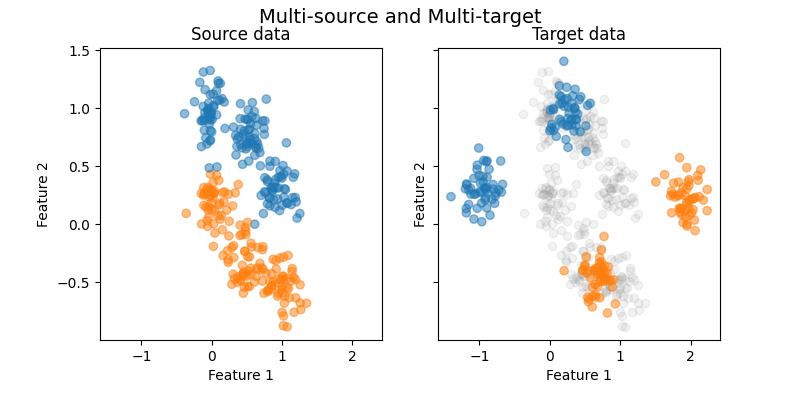 Multi-source and Multi-target
Source data
Target data
1.5
1.0
0.5
0.0
−0.5
Feature 2
−1
0
1
2
Feature 1
Feature 2
−1
0
1
2
Feature 1